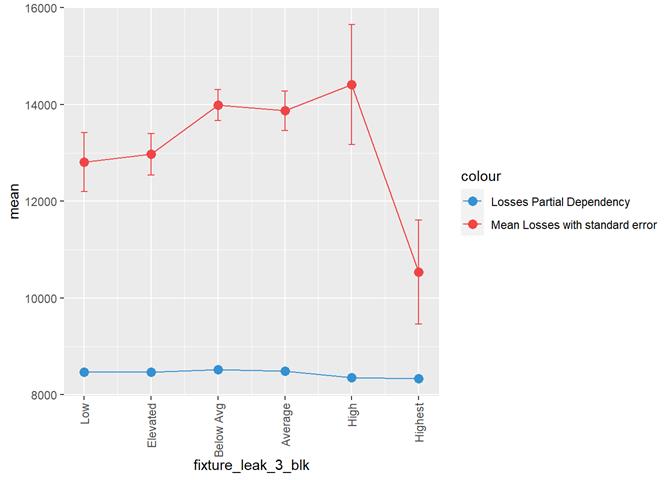 16000
14000
12000
10000
8000
mean
Low
Elevated
Below Avg
Average
High
Highest
fixture_leak_3_blk
colour
Losses Partial Dependency
Mean Losses with standard error